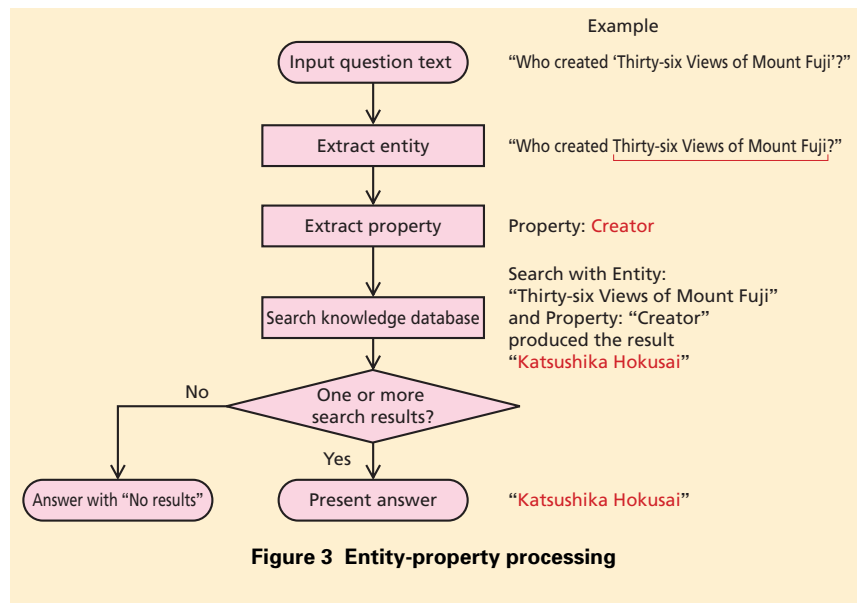 Example
Input question text
“Who created ‘Thirty-six Views of Mount Fuji’?”
Extract entity
“Who created Thirty-six Views of Mount Fuji?”
Extract property
Property: Creator
Search knowledge database
Search with Entity:
“Thirty-six Views of Mount Fuji”
and Property: “Creator”
produced the result
“Katsushika Hokusai”
One or more
search results?
No
Yes
Answer with “No results”
Present answer
“Katsushika Hokusai”
Figure 3 Entity-property processing